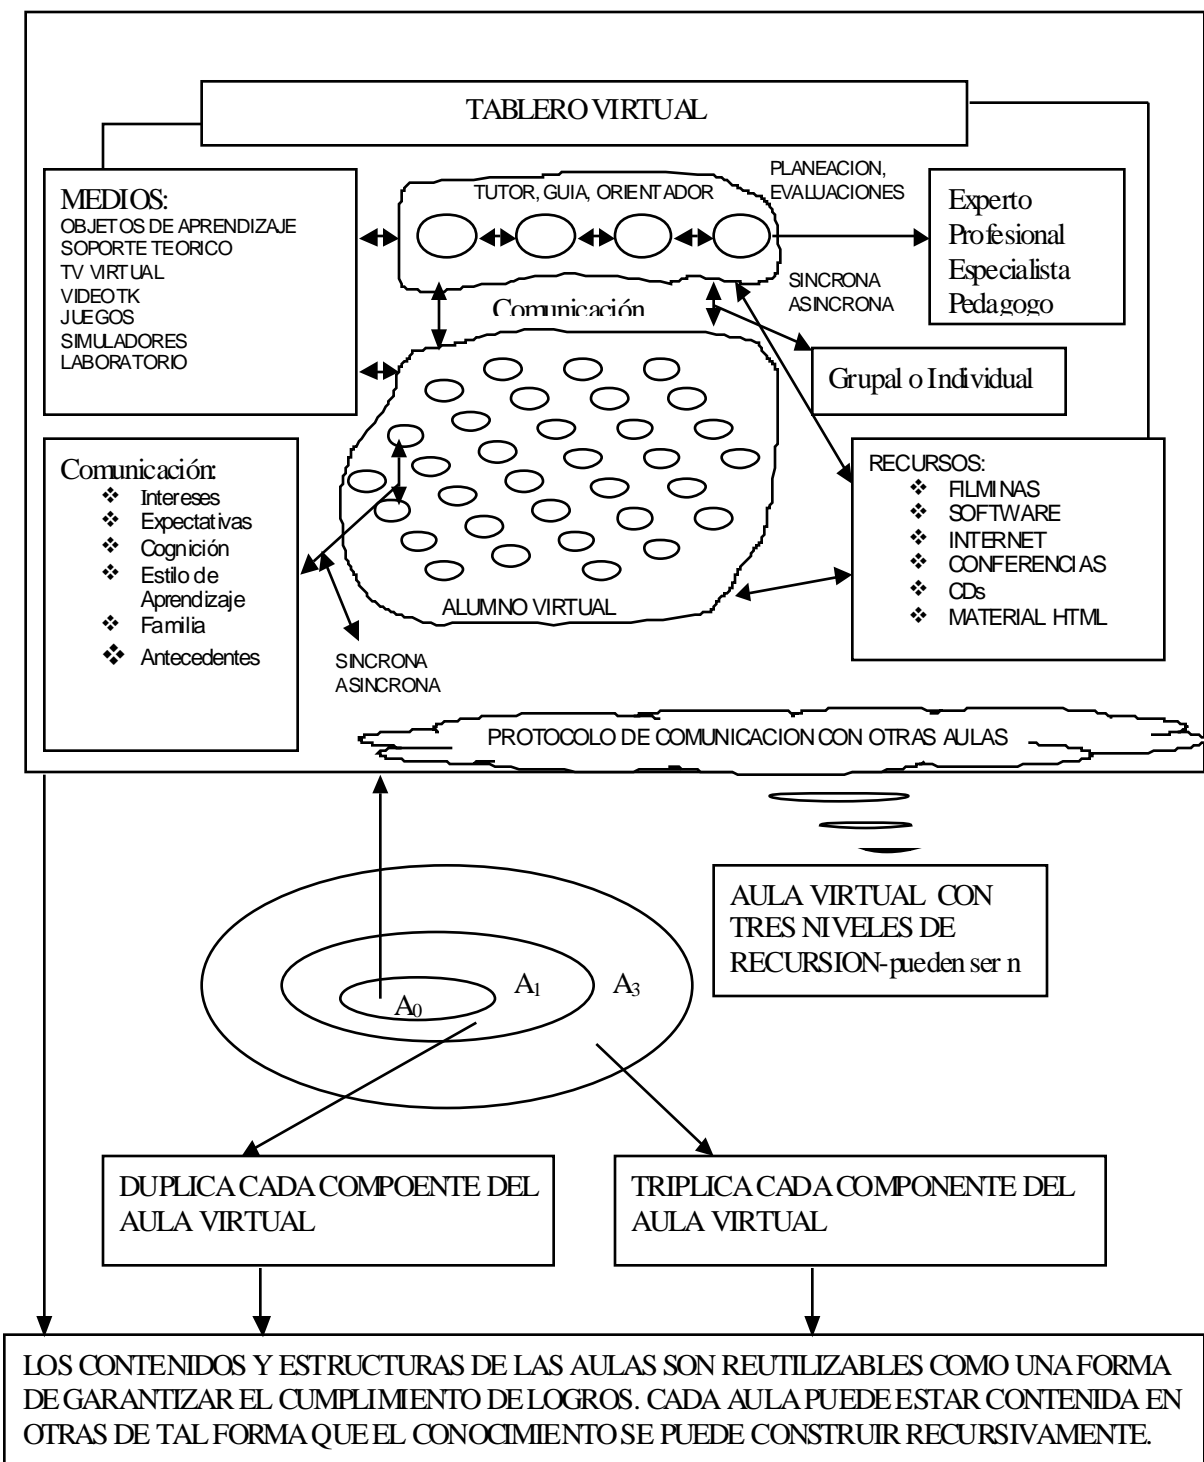 TABLERO VIRTUAL
MEDIOS:
OBJETOS DE APRENDIZAJE
SOPORTE TEORICO
TV VIRTUAL
VIDEOTK
JUEGOS
SIMULADORES
LABORATORIO
TUTOR, GUIA, ORIENTADOR
PLANEACION,
EVALUACIONES
Experto
Profesional
Especialista
Pedagogo
SINCRONA
ASINCRONA
Comunicación
Grupal o Individual
Comunicación:
❖ Intereses
❖ Expectativas
❖ Cognición
❖ Estilo de
Aprendizaje
❖ Familia
❖ Antecedentes
ALUMNO VIRTUAL
SINCRONA
ASINCRONA
RECURSOS:
❖ FILMINAS
❖ SOFTWARE
❖ INTERNET
❖ CONFERENCIAS
❖ CDs
❖ MATERIAL HTML
PROTOCOLO DE COMUNICACION CON OTRAS AULAS
AULA VIRTUAL CON
TRES NIVELES DE
RECURSION-pueden ser n
A0
A1
A3
DUPLICA CADA COMPOENTE DEL
AULA VIRTUAL
TRIPLICA CADA COMPONENTE DEL
AULA VIRTUAL
LOS CONTENIDOS Y ESTRUCTURAS DE LAS AULAS SON REUTILIZABLES COMO UNA FORMA
DE GARANTIZAR EL CUMPLIMIENTO DE LOGROS. CADA AULA PUEDE ESTAR CONTENIDA EN
OTRAS DE TAL FORMA QUE EL CONOCIMIENTO SE PUEDE CONSTRUIR RECURSIVAMENTE.